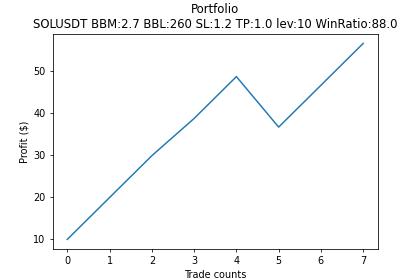 Portfolio
SOLUSDT BBM:2.7 BBL:260 SL:1.2 TP:1.0 lev:10 WinRatio:88.0
50
40
30
20
10
Profit ($)
0 1 2 3 4 5 6 7
Trade counts